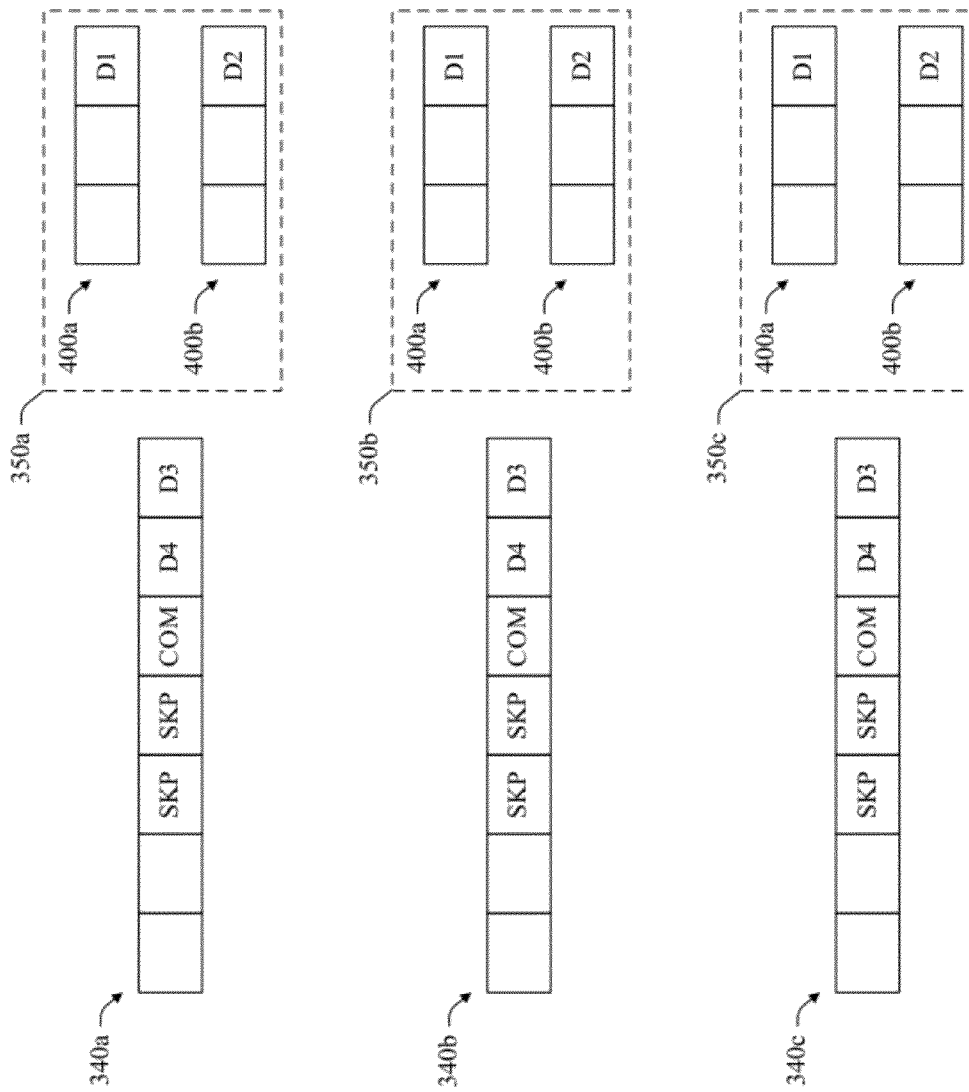 350a
400a
D1
340a
SKP SKP COM D4 D3
400b
D2
350b
400a
D1
340b
SKP SKP COM D4 D3
400b
D2
350c
400a
D1
340c
SKP SKP COM D4 D3
400b
D2